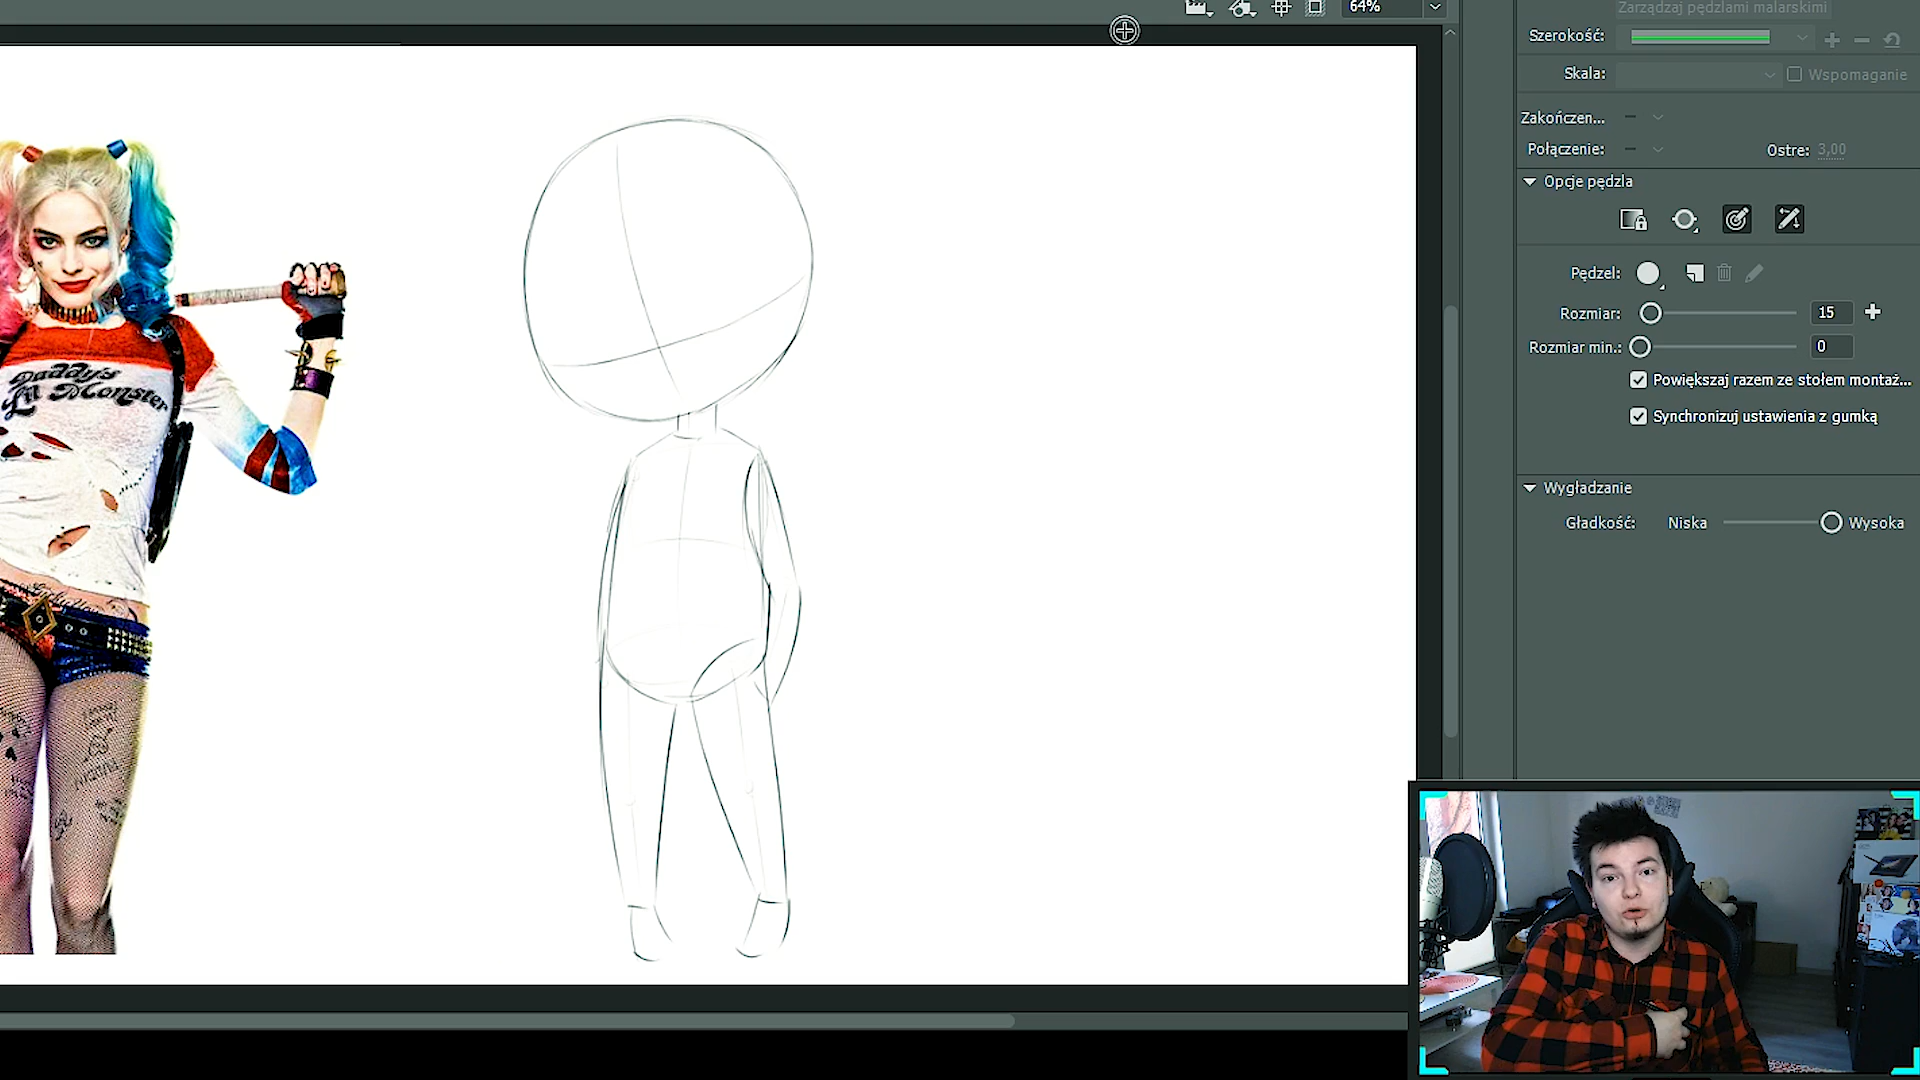 64%
Zarządzaj pędzlami malarskimi
Szerokość:
Skala:
Wspomaganie
Zakończen...
Połączenie:
Ostre: 3,00
Opcje pędzla
Pędzel:
Rozmiar:
15
Rozmiar min.:
0
Powiększaj razem ze stołem montaż...
Synchronizuj ustawienia z gumką
Wygładzanie
Gładkość:
Niska
Wysoka
Daddy's
Lil Monster